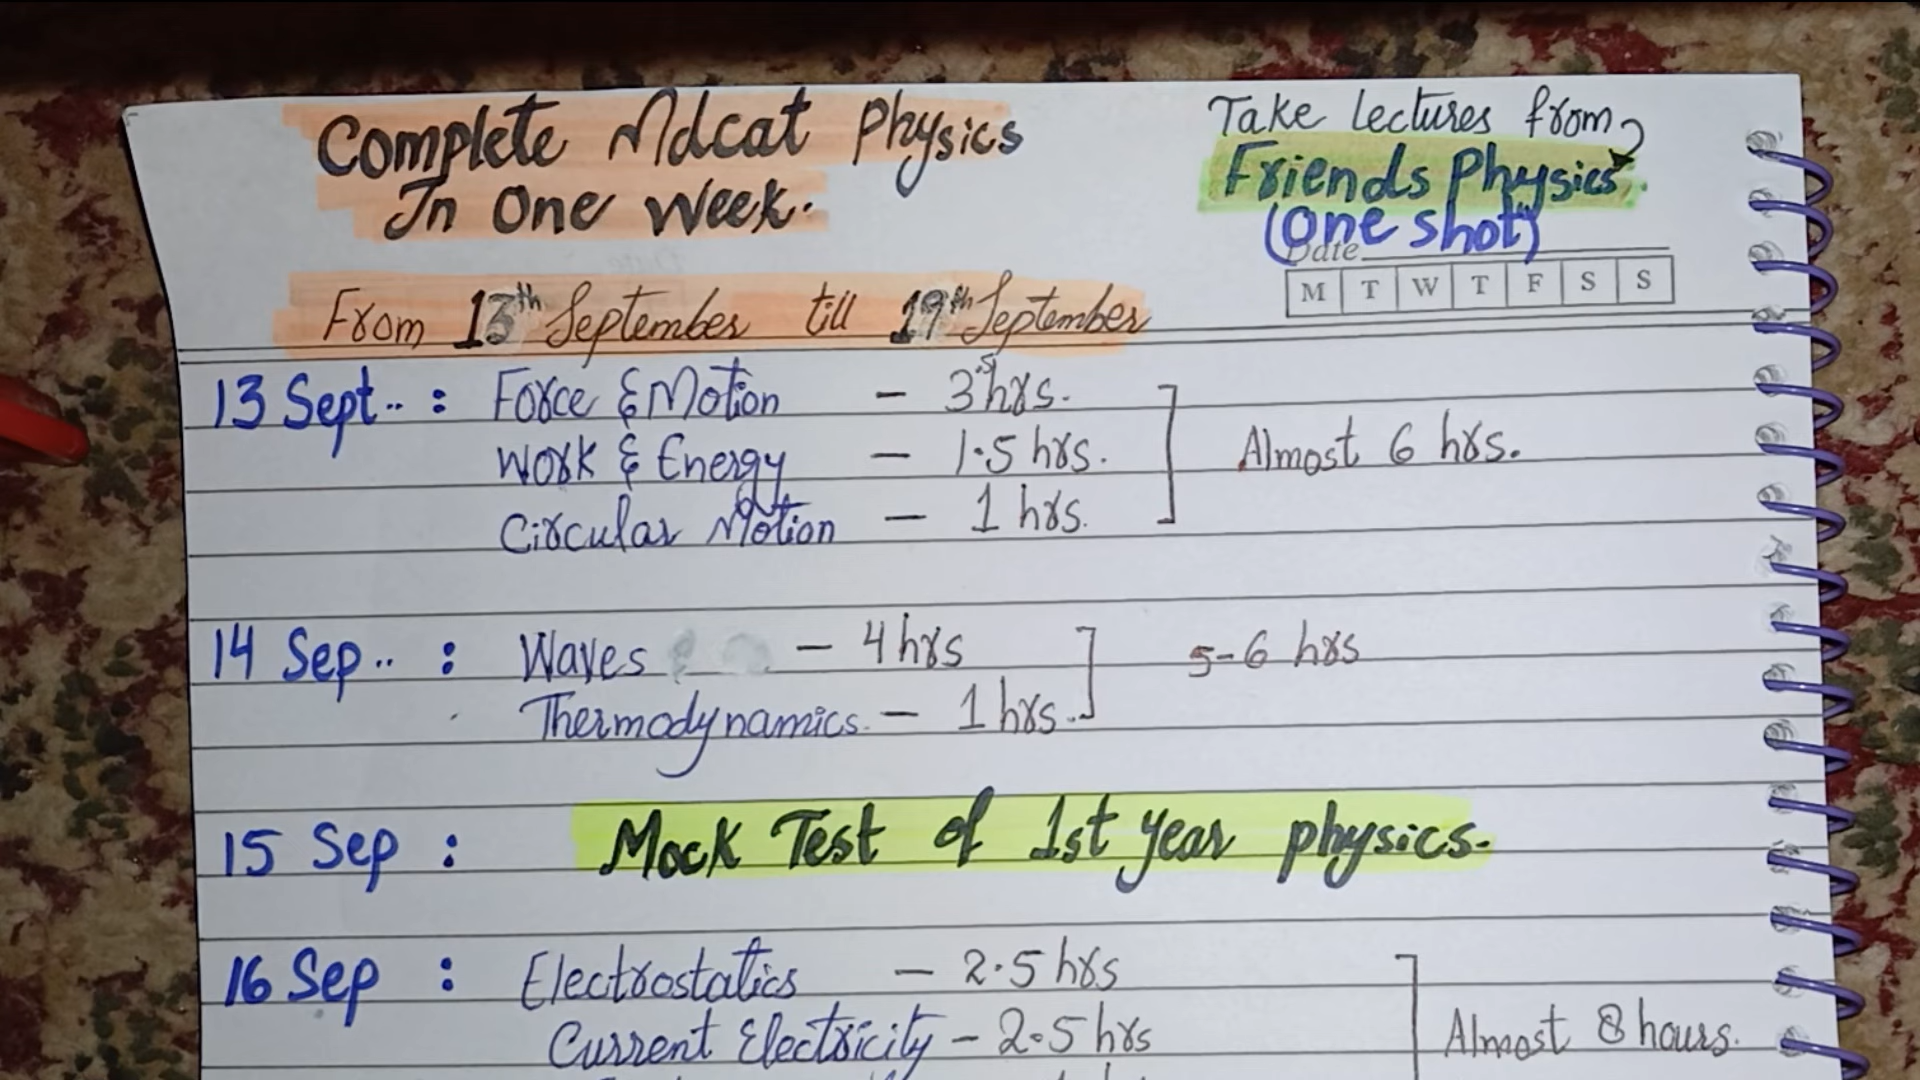 Complete Mdcat Physics
In One Week.
Take lectures from
Friends Physics.
(One shot)
Date
M T W T F S S
From 13th September till 19th September
13 Sept.. : Force & Motion - 3 hrs.
Work & Energy - 1.5 hrs.
Circular Motion - 1 hrs.
Almost 6 hrs.
14 Sep.. : Waves - 4 hrs
Thermodynamics - 1 hrs.
5-6 hrs
15 Sep : Mock Test of 1st year physics.
16 Sep : Electrostatics - 2.5 hrs
Current Electricity - 2.5 hrs
Almost 8 hours.